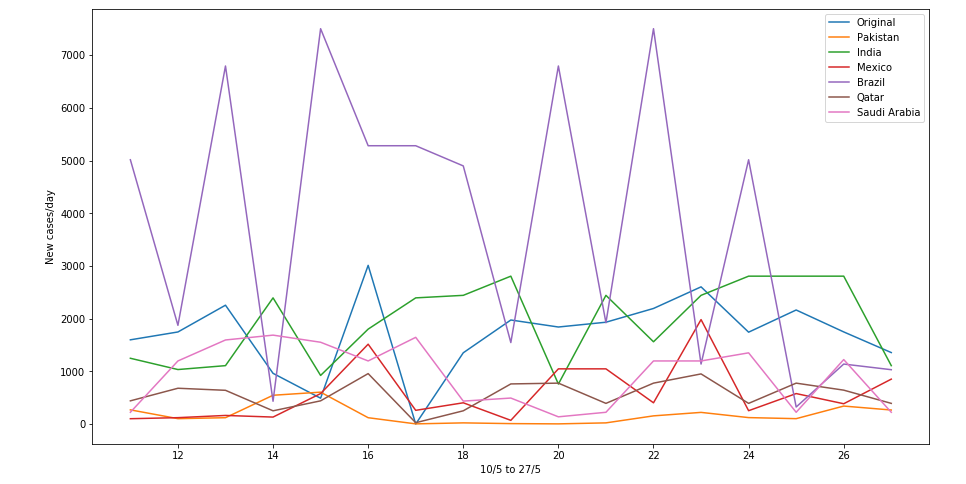 Original
Pakistan
India
Mexico
Brazil
Qatar
Saudi Arabia
New cases/day
7000
6000
5000
4000
3000
2000
1000
0
12 14 16 18 20 22 24 26
10/5 to 27/5